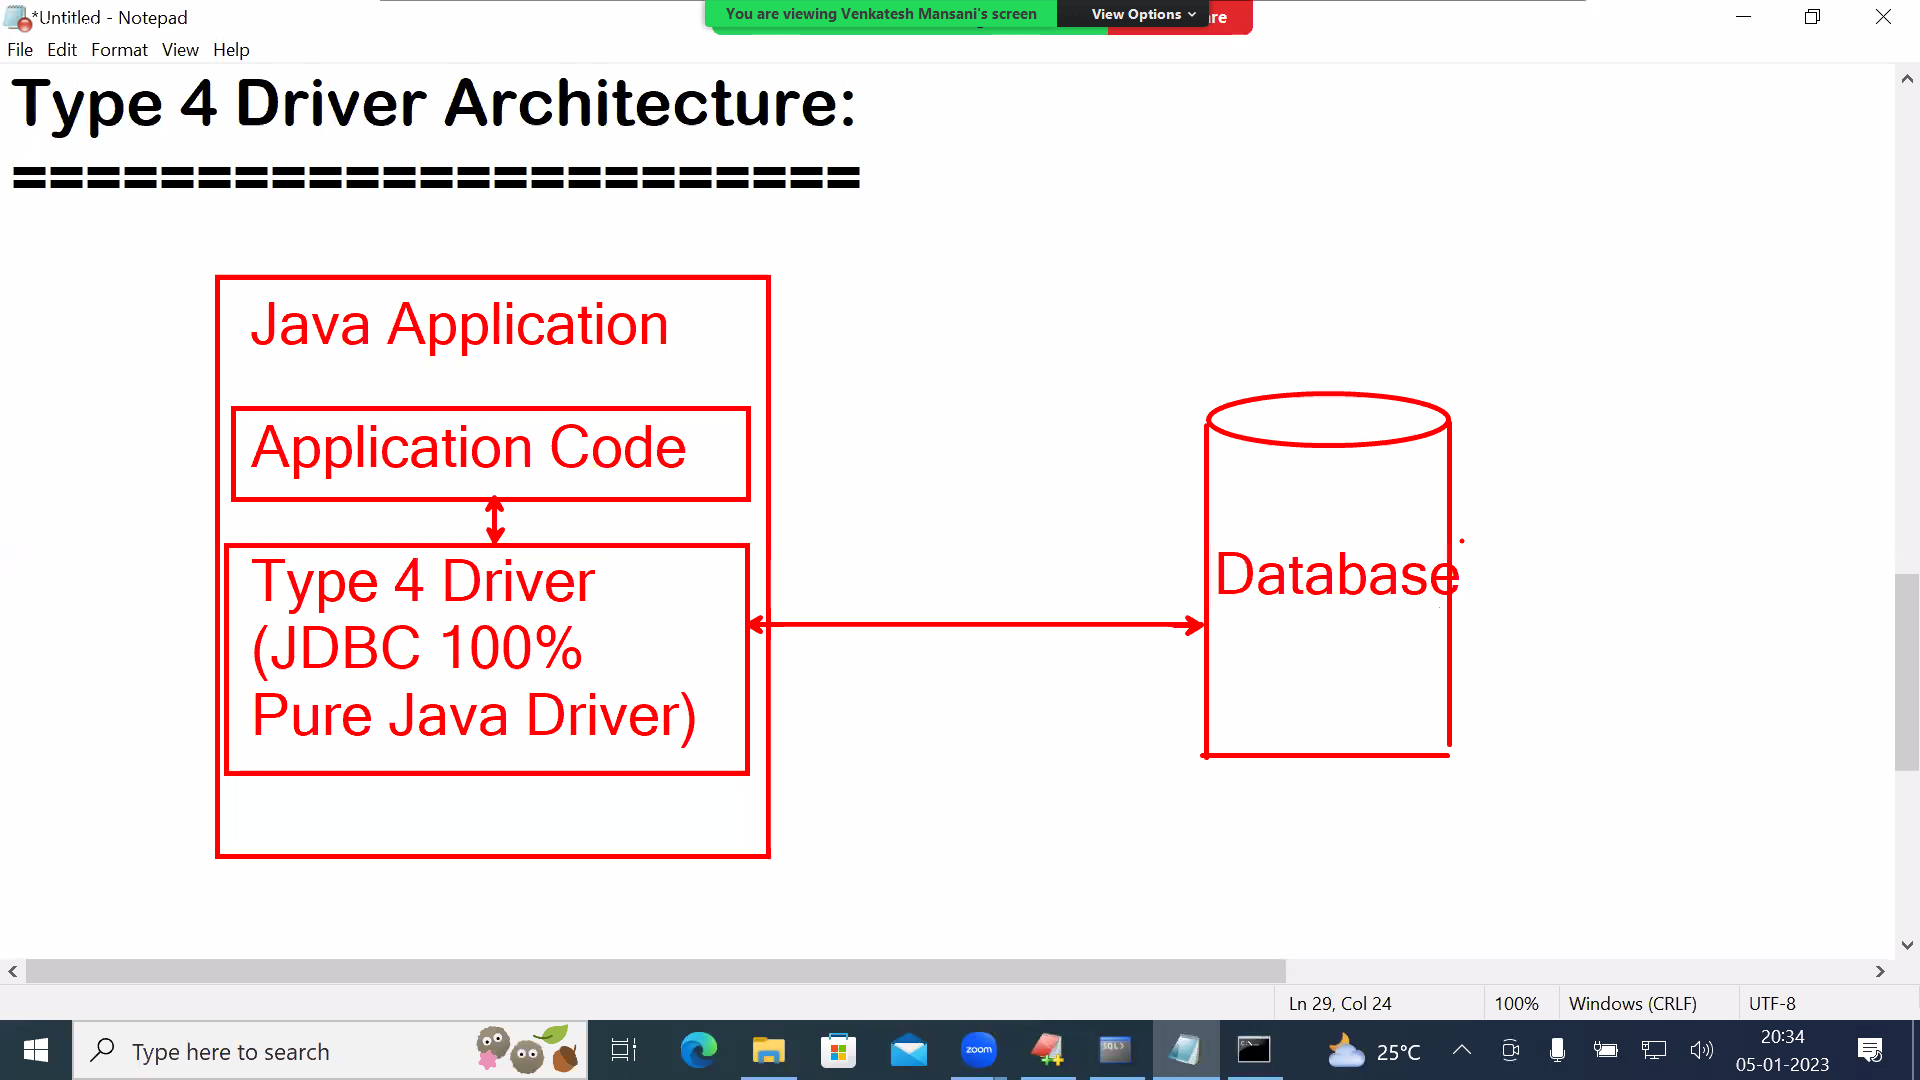 *Untitled - Notepad
You are viewing Venkatesh Mansani's screen
View Options
re
File Edit Format View Help
Type 4 Driver Architecture:
=======================
Java Application
Application Code
Type 4 Driver
(JDBC 100%
Pure Java Driver)
Database
Ln 29, Col 24
100%
Windows (CRLF)
UTF-8
Type here to search
zoom
SQL>
25°C
20:34
05-01-2023